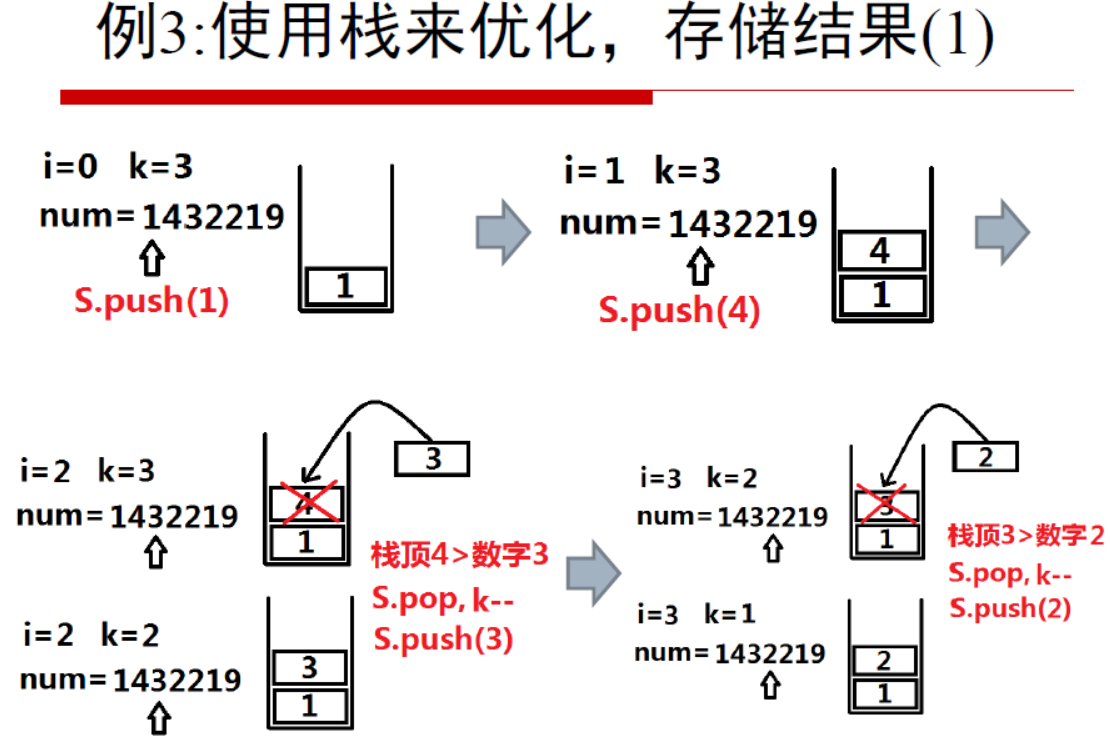 例3:使用栈来优化，存储结果(1)
i=0 k=3
num=1432219
S.push(1)
1
i=1 k=3
num=1432219
S.push(4)
4
1
i=2 k=3
num=1432219
3
4
1
栈顶4>数字3
S.pop, k--
S.push(3)
i=2 k=2
num=1432219
3
1
i=3 k=2
num=1432219
2
3
1
栈顶3>数字2
S.pop, k--
S.push(2)
i=3 k=1
num=1432219
2
1